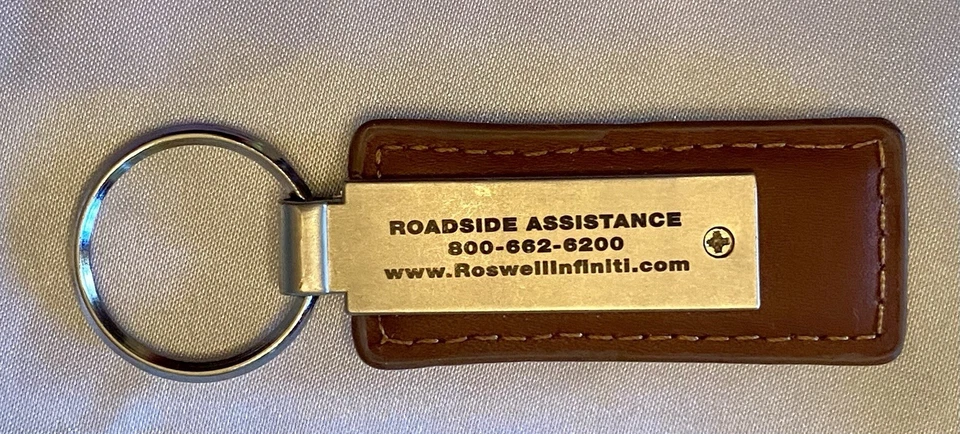 ROADSIDE ASSISTANCE
800-662-6200
www.RoswellInfiniti.com